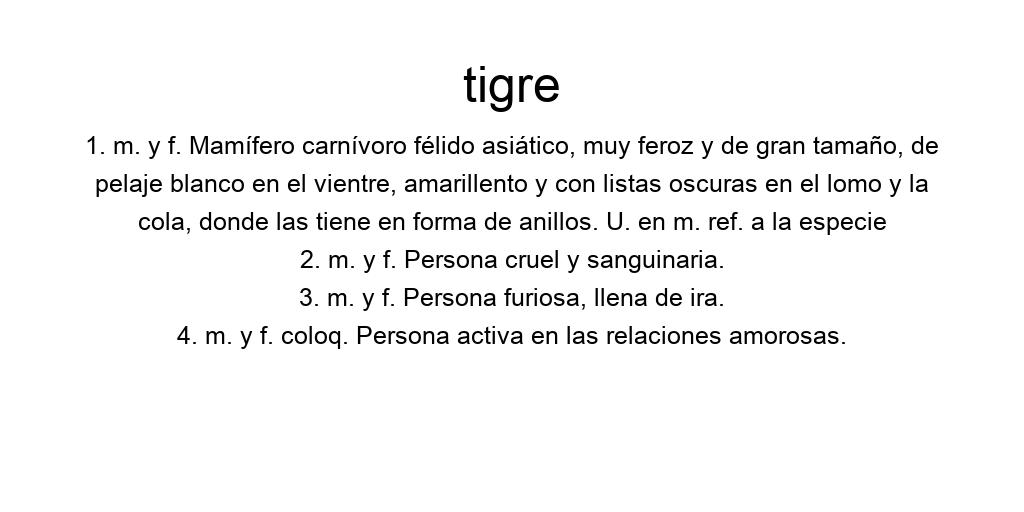 tigre
1. m. y f. Mamífero carnívoro félido asiático, muy feroz y de gran tamaño, de
pelaje blanco en el vientre, amarillento y con listas oscuras en el lomo y la
cola, donde las tiene en forma de anillos. U. en m. ref. a la especie
2. m. y f. Persona cruel y sanguinaria.
3. m. y f. Persona furiosa, llena de ira.
4. m. y f. coloq. Persona activa en las relaciones amorosas.